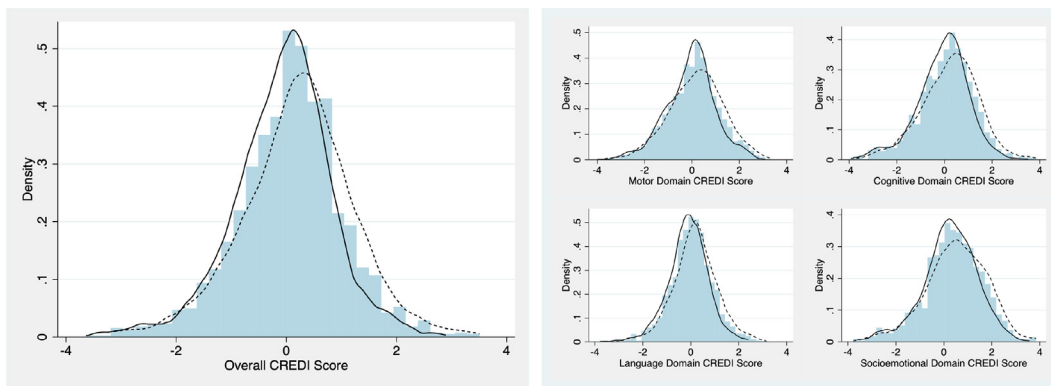 Density
.5
.4
.3
.2
.1
0
-4 -2 0 2 4
Overall CREDI Score
Density
.5
.4
.3
.2
.1
0
-4 -2 0 2 4
Motor Domain CREDI Score
Density
.4
.3
.2
.1
0
-4 -2 0 2 4
Cognitive Domain CREDI Score
Density
.5
.4
.3
.2
.1
0
-4 -2 0 2 4
Language Domain CREDI Score
Density
.4
.3
.2
.1
0
-4 -2 0 2 4
Socioemotional Domain CREDI Score